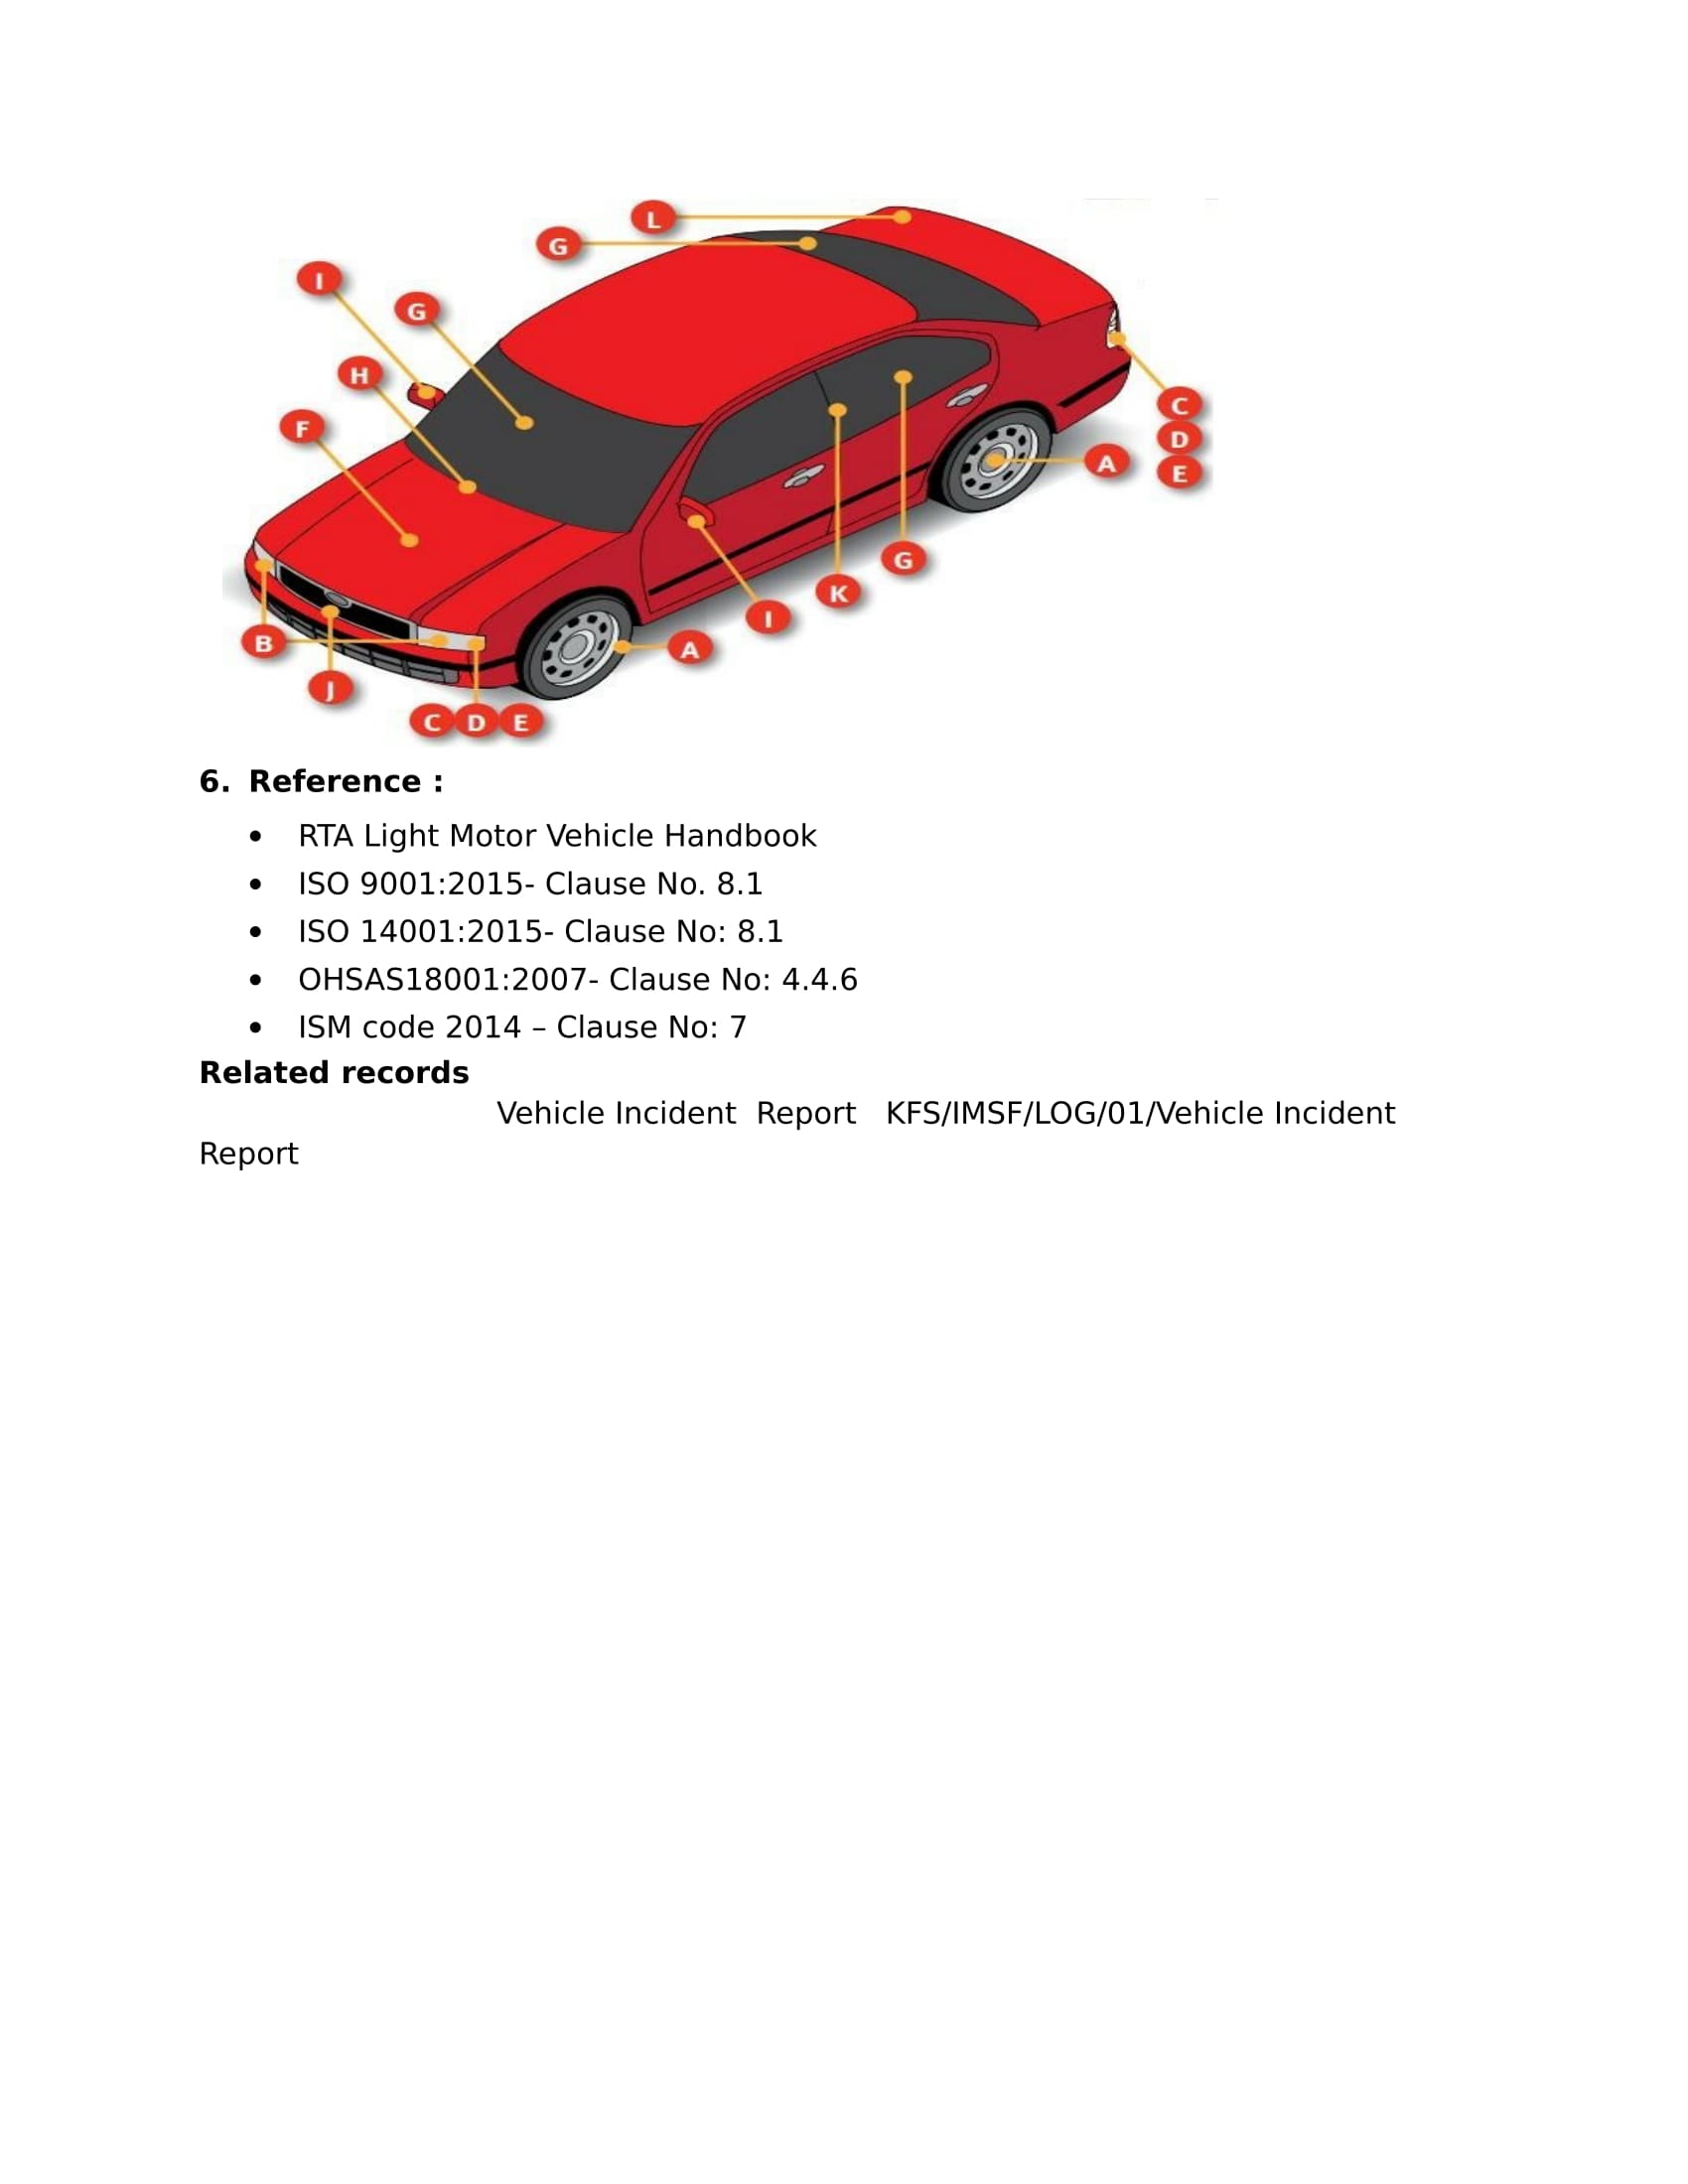 L
G
I
G
H
F
C
D
A
E
G
K
I
B
A
J
C D E
6. Reference :
• RTA Light Motor Vehicle Handbook
• ISO 9001:2015- Clause No. 8.1
• ISO 14001:2015- Clause No: 8.1
• OHSAS18001:2007- Clause No: 4.4.6
• ISM code 2014 – Clause No: 7
Related records
Vehicle Incident Report KFS/IMSF/LOG/01/Vehicle Incident
Report